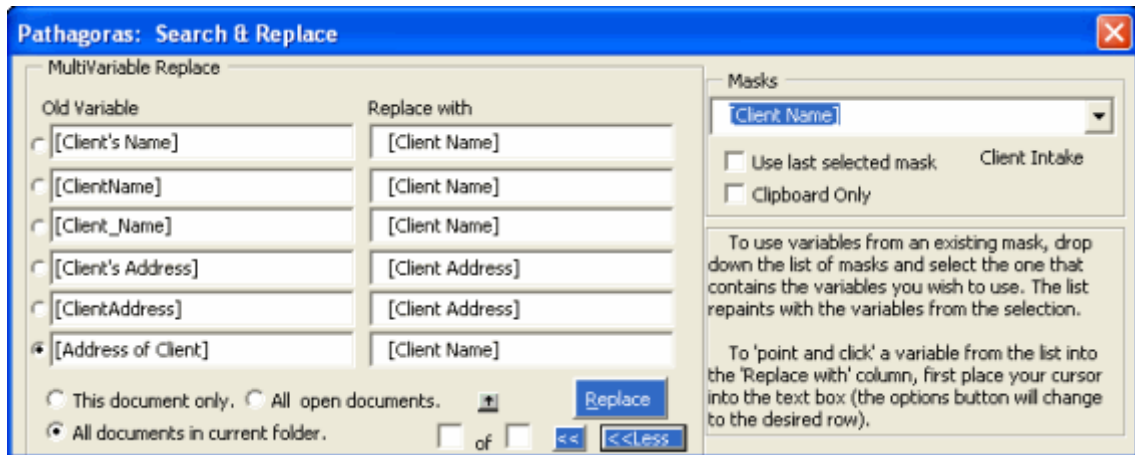 Pathagoras: Search & Replace
MultiVariable Replace
Old Variable Replace with
[Client's Name] [Client Name]
[ClientName] [Client Name]
[Client_Name] [Client Name]
[Client's Address] [Client Address]
[ClientAddress] [Client Address]
[Address of Client] [Client Name]
This document only. All open documents. Replace
All documents in current folder. of << <<Less
Masks
[Client Name]
Use last selected mask Client Intake
Clipboard Only
To use variables from an existing mask, drop
down the list of masks and select the one that
contains the variables you wish to use. The list
repaints with the variables from the selection.
To 'point and click' a variable from the list into
the 'Replace with' column, first place your cursor
into the text box (the options button will change
to the desired row).